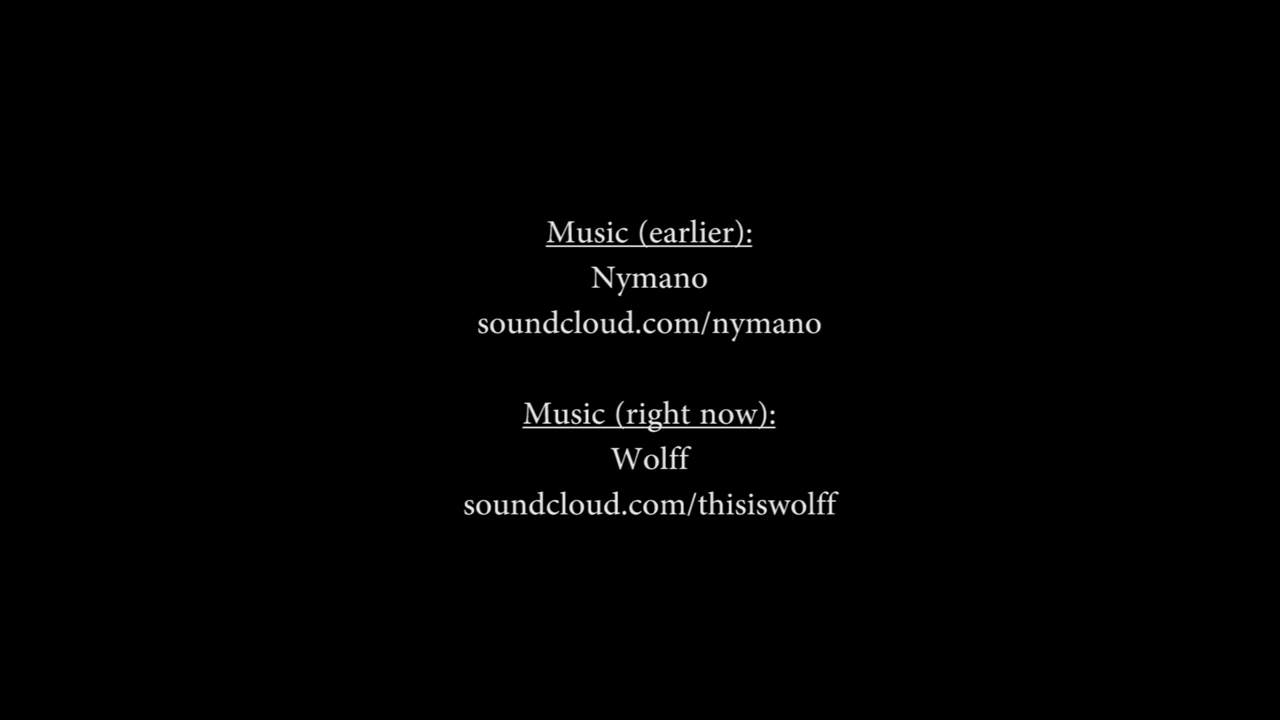 Music (earlier):
Nymano
soundcloud.com/nymano
Music (right now):
Wolff
soundcloud.com/thisiswolff